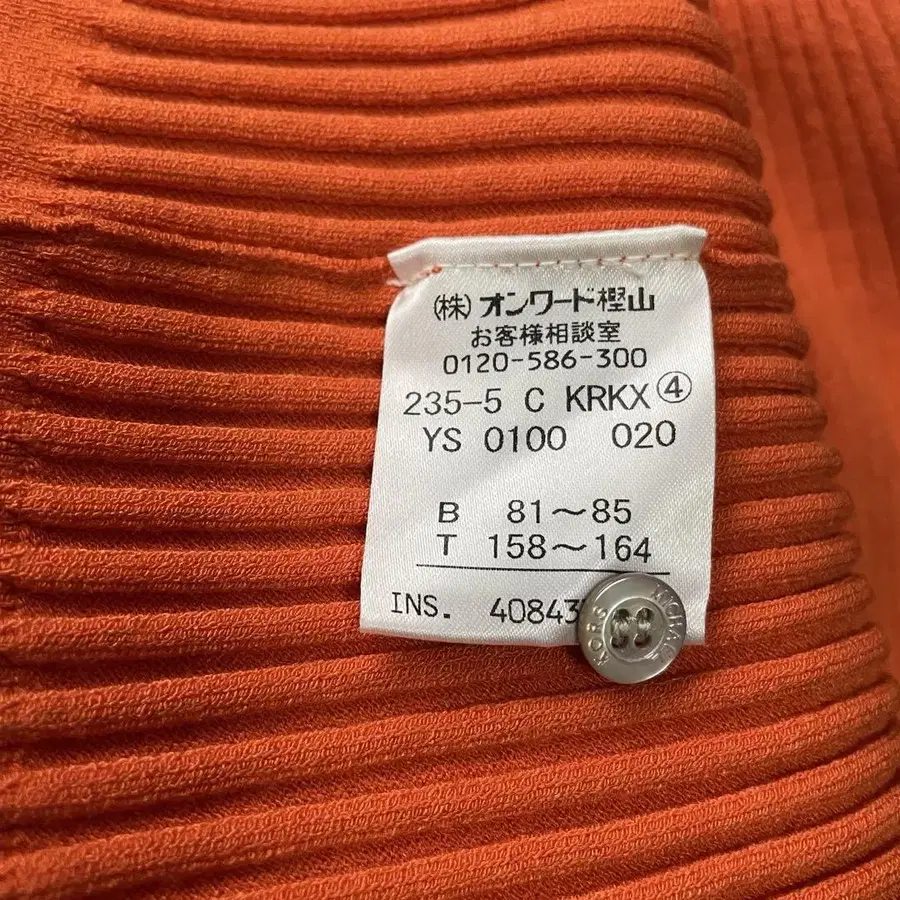 (株)オンワード樫山
お客様相談室
0120-586-300
235-5 C KRKX④
YS 0100 020
B 81～85
T 158～164
INS. 40843
MICHAEL KORS